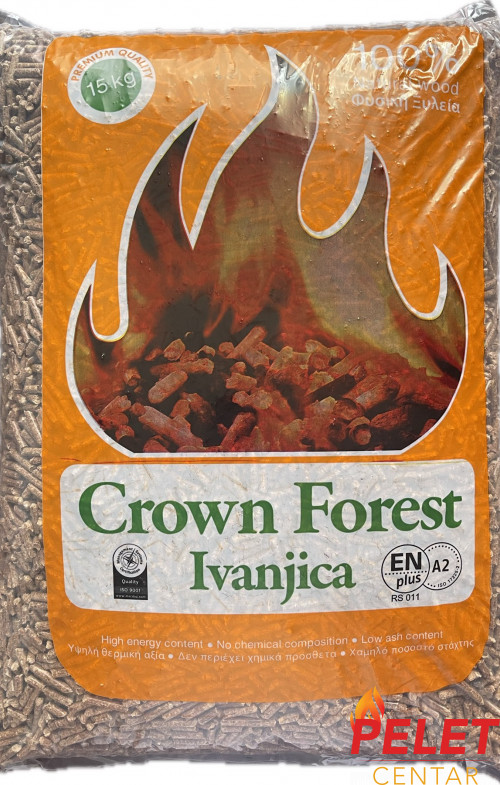 PREMIUM QUALITY
15 kg
100%
Natural wood
Φυσική Ξυλεία
Crown Forest
Ivanjica
Quality
ISO 9001
EN
plus
A2
RS 011
High energy content ● No chemical composition ● Low ash content
Υψηλή θερμική αξία ● Δεν περιέχει χημικά πρόσθετα ● Χαμηλό ποσοστό στάχτης
PELET
CENTAR